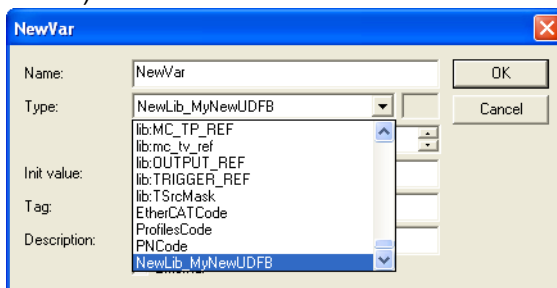 NewVar
Name: NewVar OK
Type: NewLib_MyNewUDFB Cancel
lib:MC_TP_REF
lib:mc_tv_ref
lib:OUTPUT_REF
Init value: lib:TRIGGER_REF
lib:TSrcMask
Tag: EtherCATCode
ProfilesCode
Description: PNCode
NewLib_MyNewUDFB